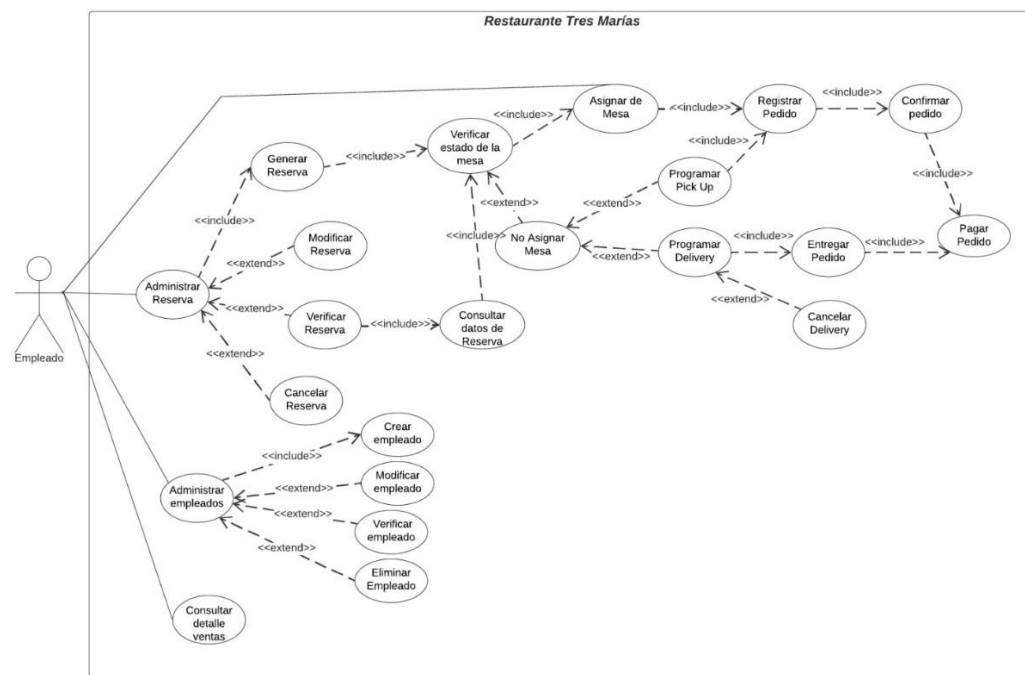 Restaurante Tres Marías
Asignar de
Mesa
<<include>>
Registrar
Pedido
<<include>>
Confirmar
pedido
<<include>>
Verificar
estado de la
mesa
<<include>>
Generar
Reserva
<<include>>
Programar
Pick Up
<<include>>
<<extend>>
<<extend>>
<<include>>
<<include>>
Modificar
Reserva
<<extend>>
<<include>>
No Asignar
Mesa
<<extend>>
Programar
Delivery
<<include>>
Entregar
Pedido
<<include>>
Pagar
Pedido
Administrar
Reserva
<<extend>>
Verificar
Reserva
<<include>>
Consultar
datos de
Reserva
<<extend>>
Cancelar
Delivery
Empleado
<<extend>>
Cancelar
Reserva
Crear
empleado
<<include>>
Administrar
empleados
<<extend>>
Modificar
empleado
<<extend>>
Verificar
empleado
<<extend>>
Eliminar
Empleado
Consultar
detalle
ventas